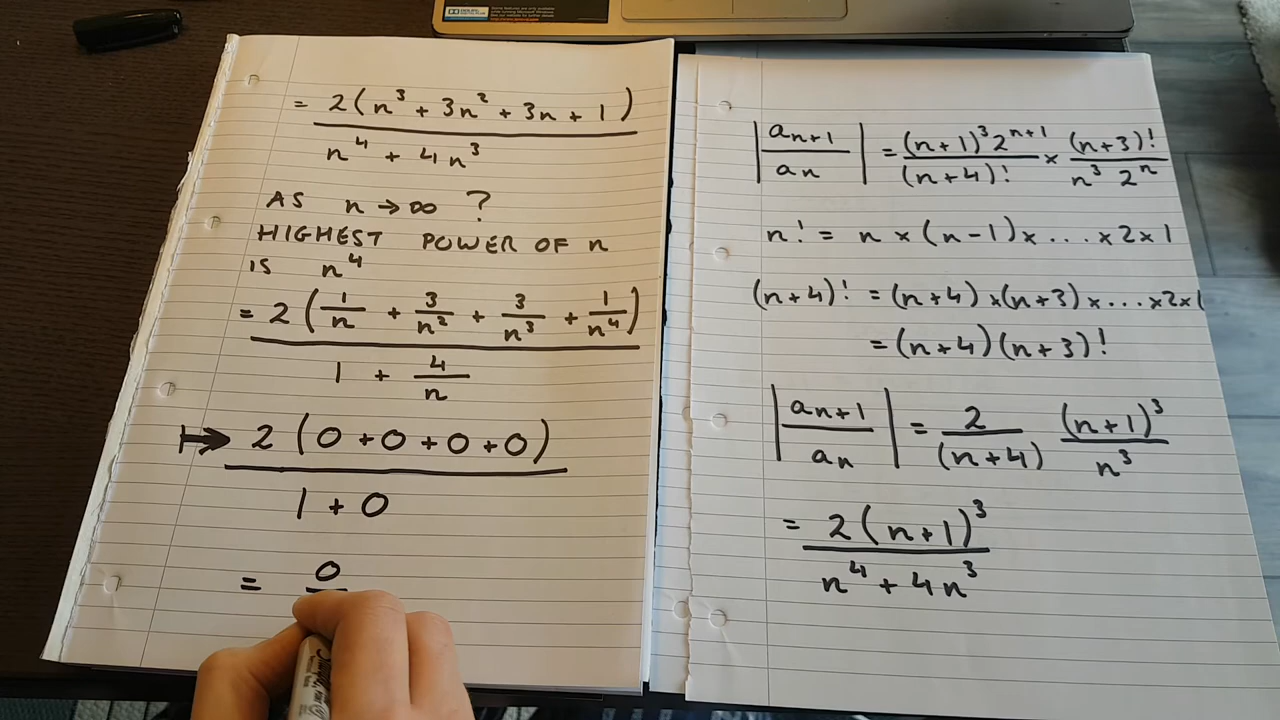 = 2(n³ + 3n² + 3n + 1) / n⁴ + 4n³
AS n → ∞ ?
HIGHEST POWER OF n
IS n⁴
= 2(1/n + 3/n² + 3/n³ + 1/n⁴) / 1 + 4/n
↦ 2(0 + 0 + 0 + 0) / 1 + 0
= 0
|aₙ₊₁ / aₙ| = (n+1)³ 2ⁿ⁺¹ / (n+4)! × (n+3)! / n³ 2ⁿ
n! = n × (n-1) × ... × 2 × 1
(n+4)! = (n+4) × (n+3) × ... × 2 × 1
= (n+4)(n+3)!
|aₙ₊₁ / aₙ| = 2 / (n+4) (n+1)³ / n³
= 2(n+1)³ / n⁴ + 4n³